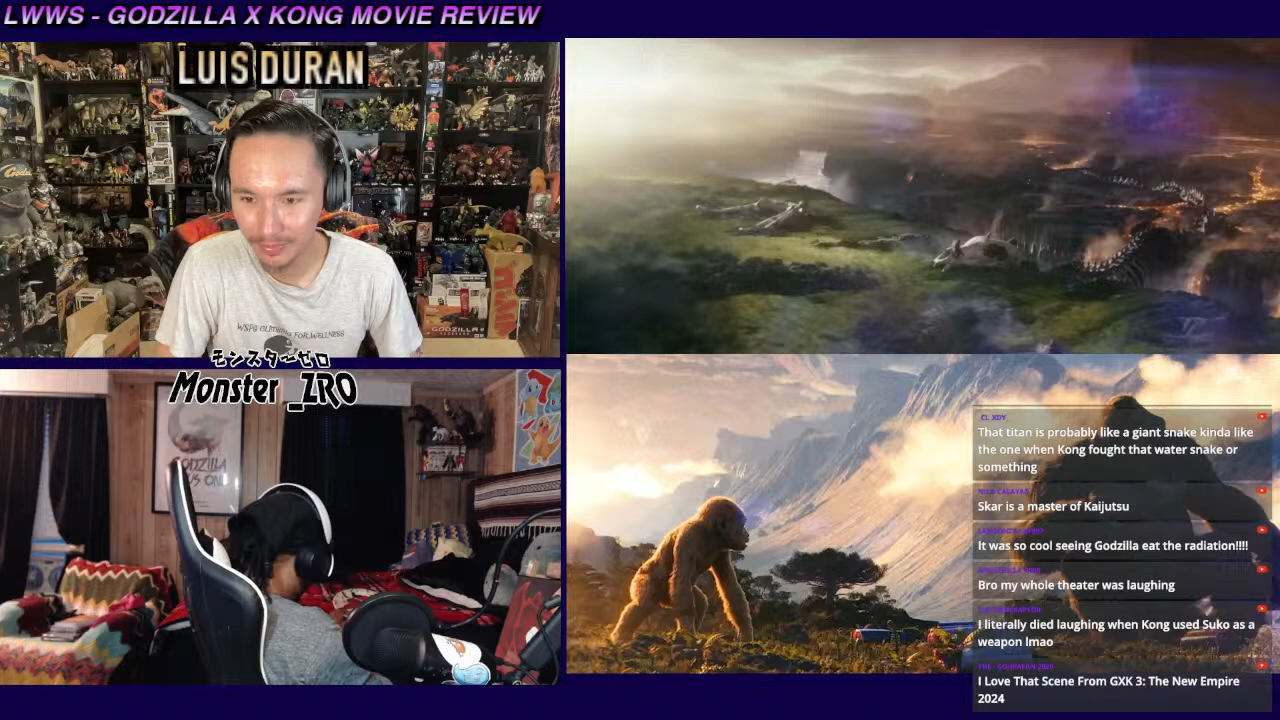 LWWS - GODZILLA X KONG MOVIE REVIEW
LUIS DURAN
GODZILLA
モンスターゼロ
Monster_ZRO
GODZILLA
That titan is probably like a giant snake kinda like
the one when Kong fought that water snake or
something
Skar is a master of Kaijutsu
It was so cool seeing Godzilla eat the radiation!!!!
Bro my whole theater was laughing
I literally died laughing when Kong used Suko as a
weapon lmao
I Love That Scene From GXK 3: The New Empire
2024